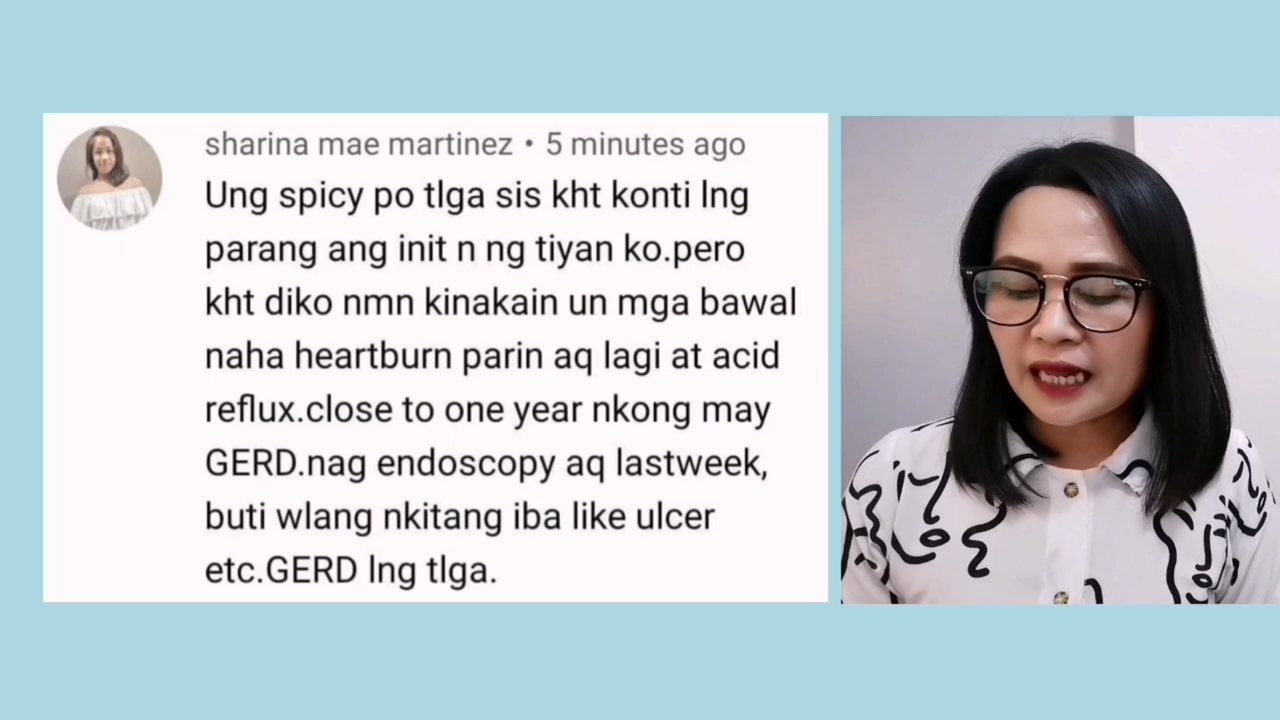 sharina mae martinez • 5 minutes ago
Ung spicy po tlga sis kht konti lng
parang ang init n ng tiyan ko.pero
kht diko nmn kinakain un mga bawal
naha heartburn parin aq lagi at acid
reflux.close to one year nkong may
GERD.nag endoscopy aq lastweek,
buti wlang nkitang iba like ulcer
etc.GERD lng tlga.